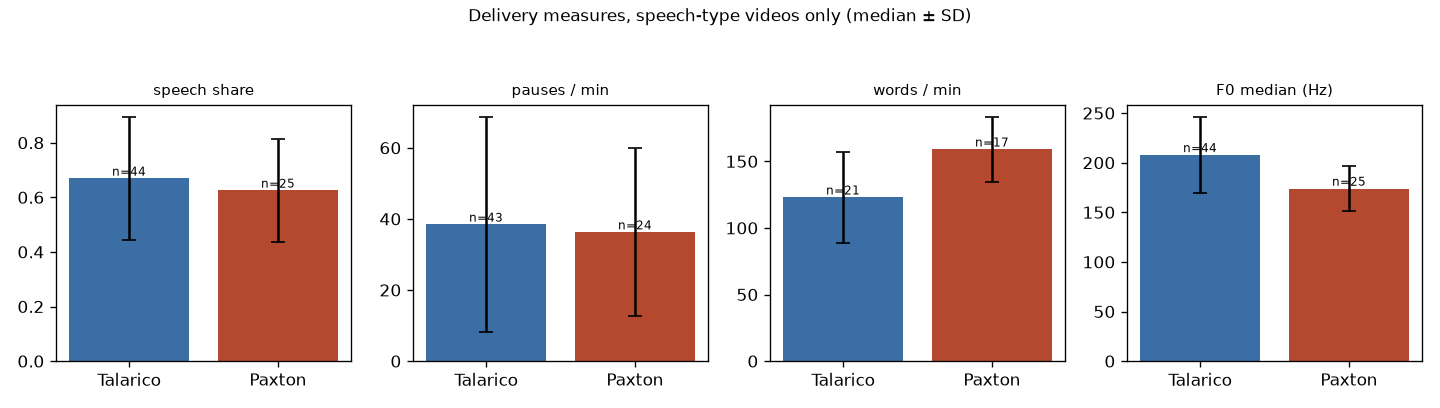 Delivery measures, speech-type videos only (median ± SD)
speech share
0.8
0.6
0.4
0.2
0.0
n=44
n=25
Talarico
Paxton
pauses / min
60
40
20
0
n=43
n=24
Talarico
Paxton
words / min
150
100
50
0
n=21
n=17
Talarico
Paxton
F0 median (Hz)
250
200
150
100
50
0
n=44
n=25
Talarico
Paxton